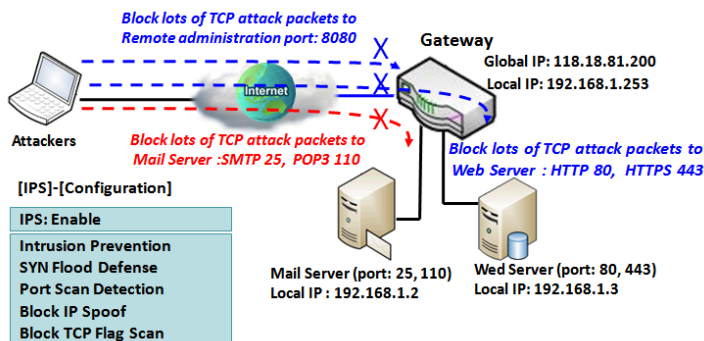 Block lots of TCP attack packets to
Remote administration port: 8080
Gateway
Global IP: 118.18.81.200
Local IP: 192.168.1.253
Internet
Attackers
Block lots of TCP attack packets to
Mail Server :SMTP 25, POP3 110
Block lots of TCP attack packets to
Web Server : HTTP 80, HTTPS 443
[IPS]-[Configuration]
IPS: Enable
Intrusion Prevention
SYN Flood Defense
Port Scan Detection
Block IP Spoof
Block TCP Flag Scan
Mail Server (port: 25, 110)
Local IP : 192.168.1.2
Wed Server (port: 80, 443)
Local IP: 192.168.1.3